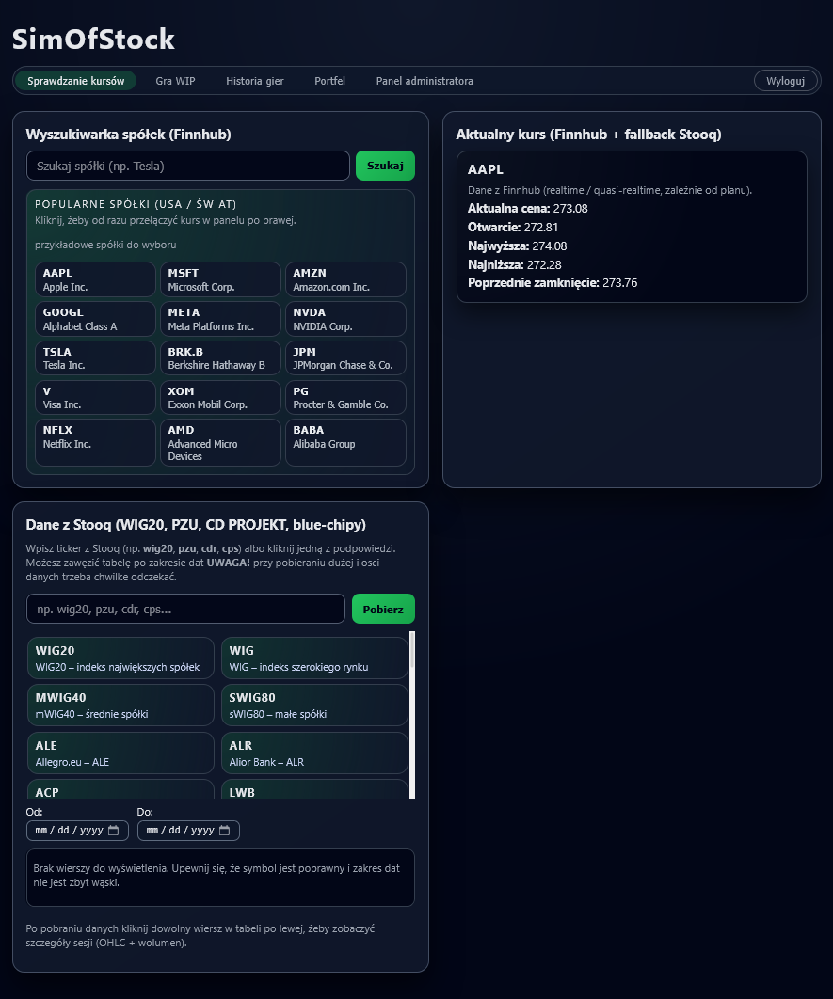 SimOfStock
Sprawdzanie kursów
Gra WIP
Historia gier
Portfel
Panel administratora
Wyloguj
Wyszukiwarka spółek (Finnhub)
Szukaj spółki (np. Tesla)
Szukaj
POPULARNE SPÓŁKI (USA / ŚWIAT)
Kliknij, żeby od razu przełączyć kurs w panelu po prawej.
przykładowe spółki do wyboru
AAPL
Apple Inc.
MSFT
Microsoft Corp.
AMZN
Amazon.com Inc.
GOOGL
Alphabet Class A
META
Meta Platforms Inc.
NVDA
NVIDIA Corp.
TSLA
Tesla Inc.
BRK.B
Berkshire Hathaway B
JPM
JPMorgan Chase & Co.
V
Visa Inc.
XOM
Exxon Mobil Corp.
PG
Procter & Gamble Co.
NFLX
Netflix Inc.
AMD
Advanced Micro
Devices
BABA
Alibaba Group
Aktualny kurs (Finnhub + fallback Stooq)
AAPL
Dane z Finnhub (realtime / quasi-realtime, zależnie od planu).
Aktualna cena: 273.08
Otwarcie: 272.81
Najwyższa: 274.08
Najniższa: 272.28
Poprzednie zamknięcie: 273.76
Dane z Stooq (WIG20, PZU, CD PROJEKT, blue-chipy)
Wpisz ticker z Stooq (np. wig20, pzu, cdr, cps) albo kliknij jedną z podpowiedzi.
Możesz zawęzić tabelę po zakresie dat UWAGA! przy pobieraniu dużej ilosci
danych trzeba chwilke odczekać.
np. wig20, pzu, cdr, cps...
Pobierz
WIG20
WIG20 – indeks największych spółek
WIG
WIG – indeks szerokiego rynku
MWIG40
mWIG40 – średnie spółki
SWIG80
sWIG80 – małe spółki
ALE
Allegro.eu – ALE
ALR
Alior Bank – ALR
ACP
LWB
Od:
Do:
mm / dd / yyyy
mm / dd / yyyy
Brak wierszy do wyświetlenia. Upewnij się, że symbol jest poprawny i zakres dat
nie jest zbyt wąski.
Po pobraniu danych kliknij dowolny wiersz w tabeli po lewej, żeby zobaczyć
szczegóły sesji (OHLC + wolumen).